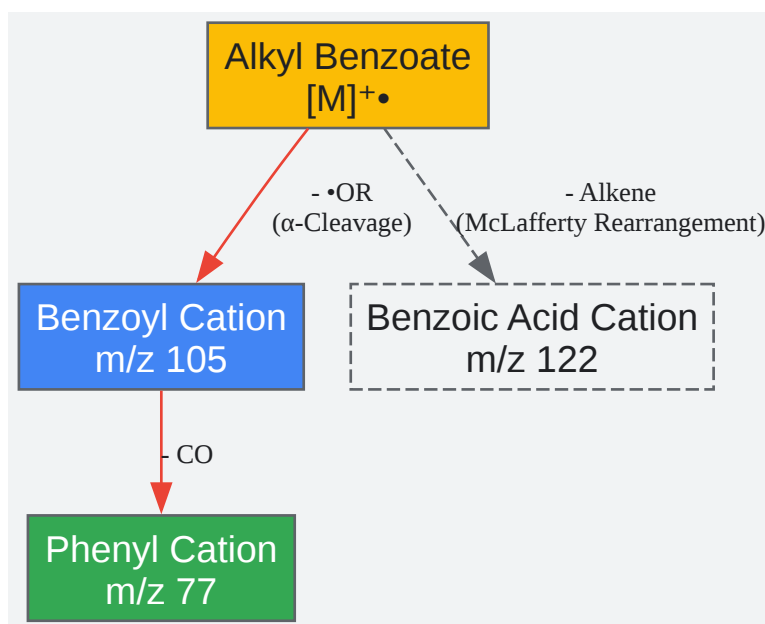 Alkyl Benzoate
[M]⁺•
- •OR
(α-Cleavage)
- Alkene
(McLafferty Rearrangement)
Benzoyl Cation
m/z 105
Benzoic Acid Cation
m/z 122
- CO
Phenyl Cation
m/z 77